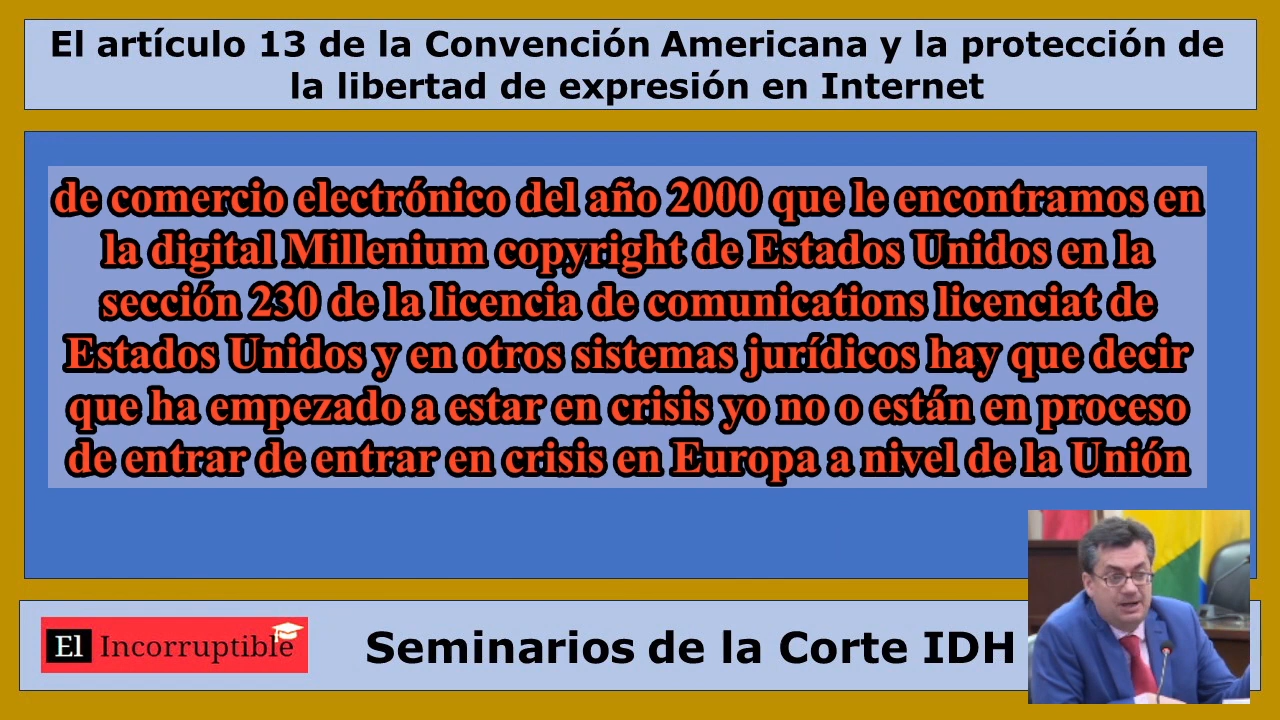 El artículo 13 de la Convención Americana y la protección de
la libertad de expresión en Internet
de comercio electrónico del año 2000 que le encontramos en
la digital Millenium copyright de Estados Unidos en la
sección 230 de la licencia de comunications licenciat de
Estados Unidos y en otros sistemas jurídicos hay que decir
que ha empezado a estar en crisis yo no o están en proceso
de entrar de entrar en crisis en Europa a nivel de la Unión
El Incorruptible
Seminarios de la Corte IDH